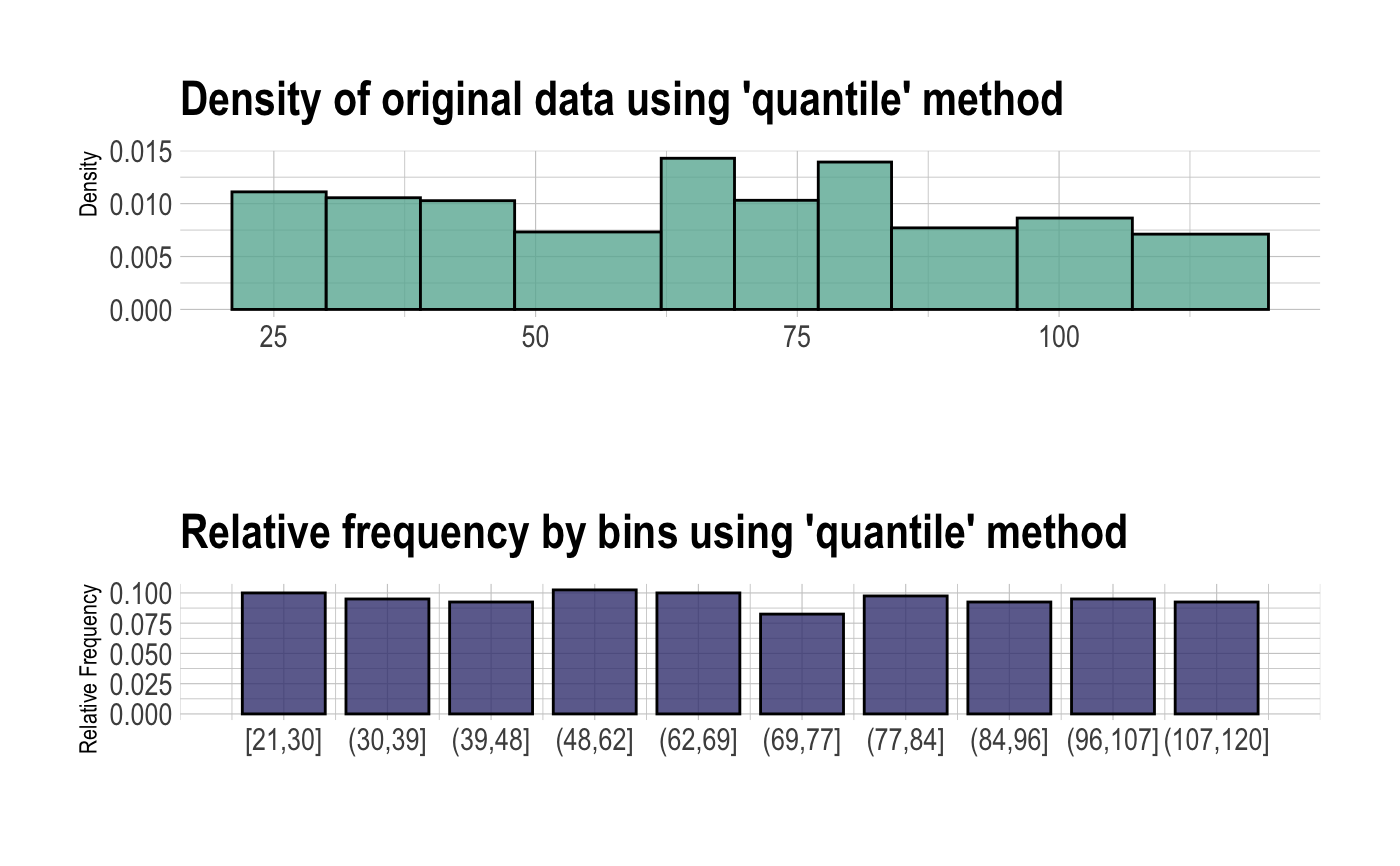 Density of original data using 'quantile' method
Density
0.015
0.010
0.005
0.000
25 50 75 100
Relative frequency by bins using 'quantile' method
Relative Frequency
0.100
0.075
0.050
0.025
0.000
[21,30] (30,39] (39,48] (48,62] (62,69] (69,77] (77,84] (84,96] (96,107] (107,120]